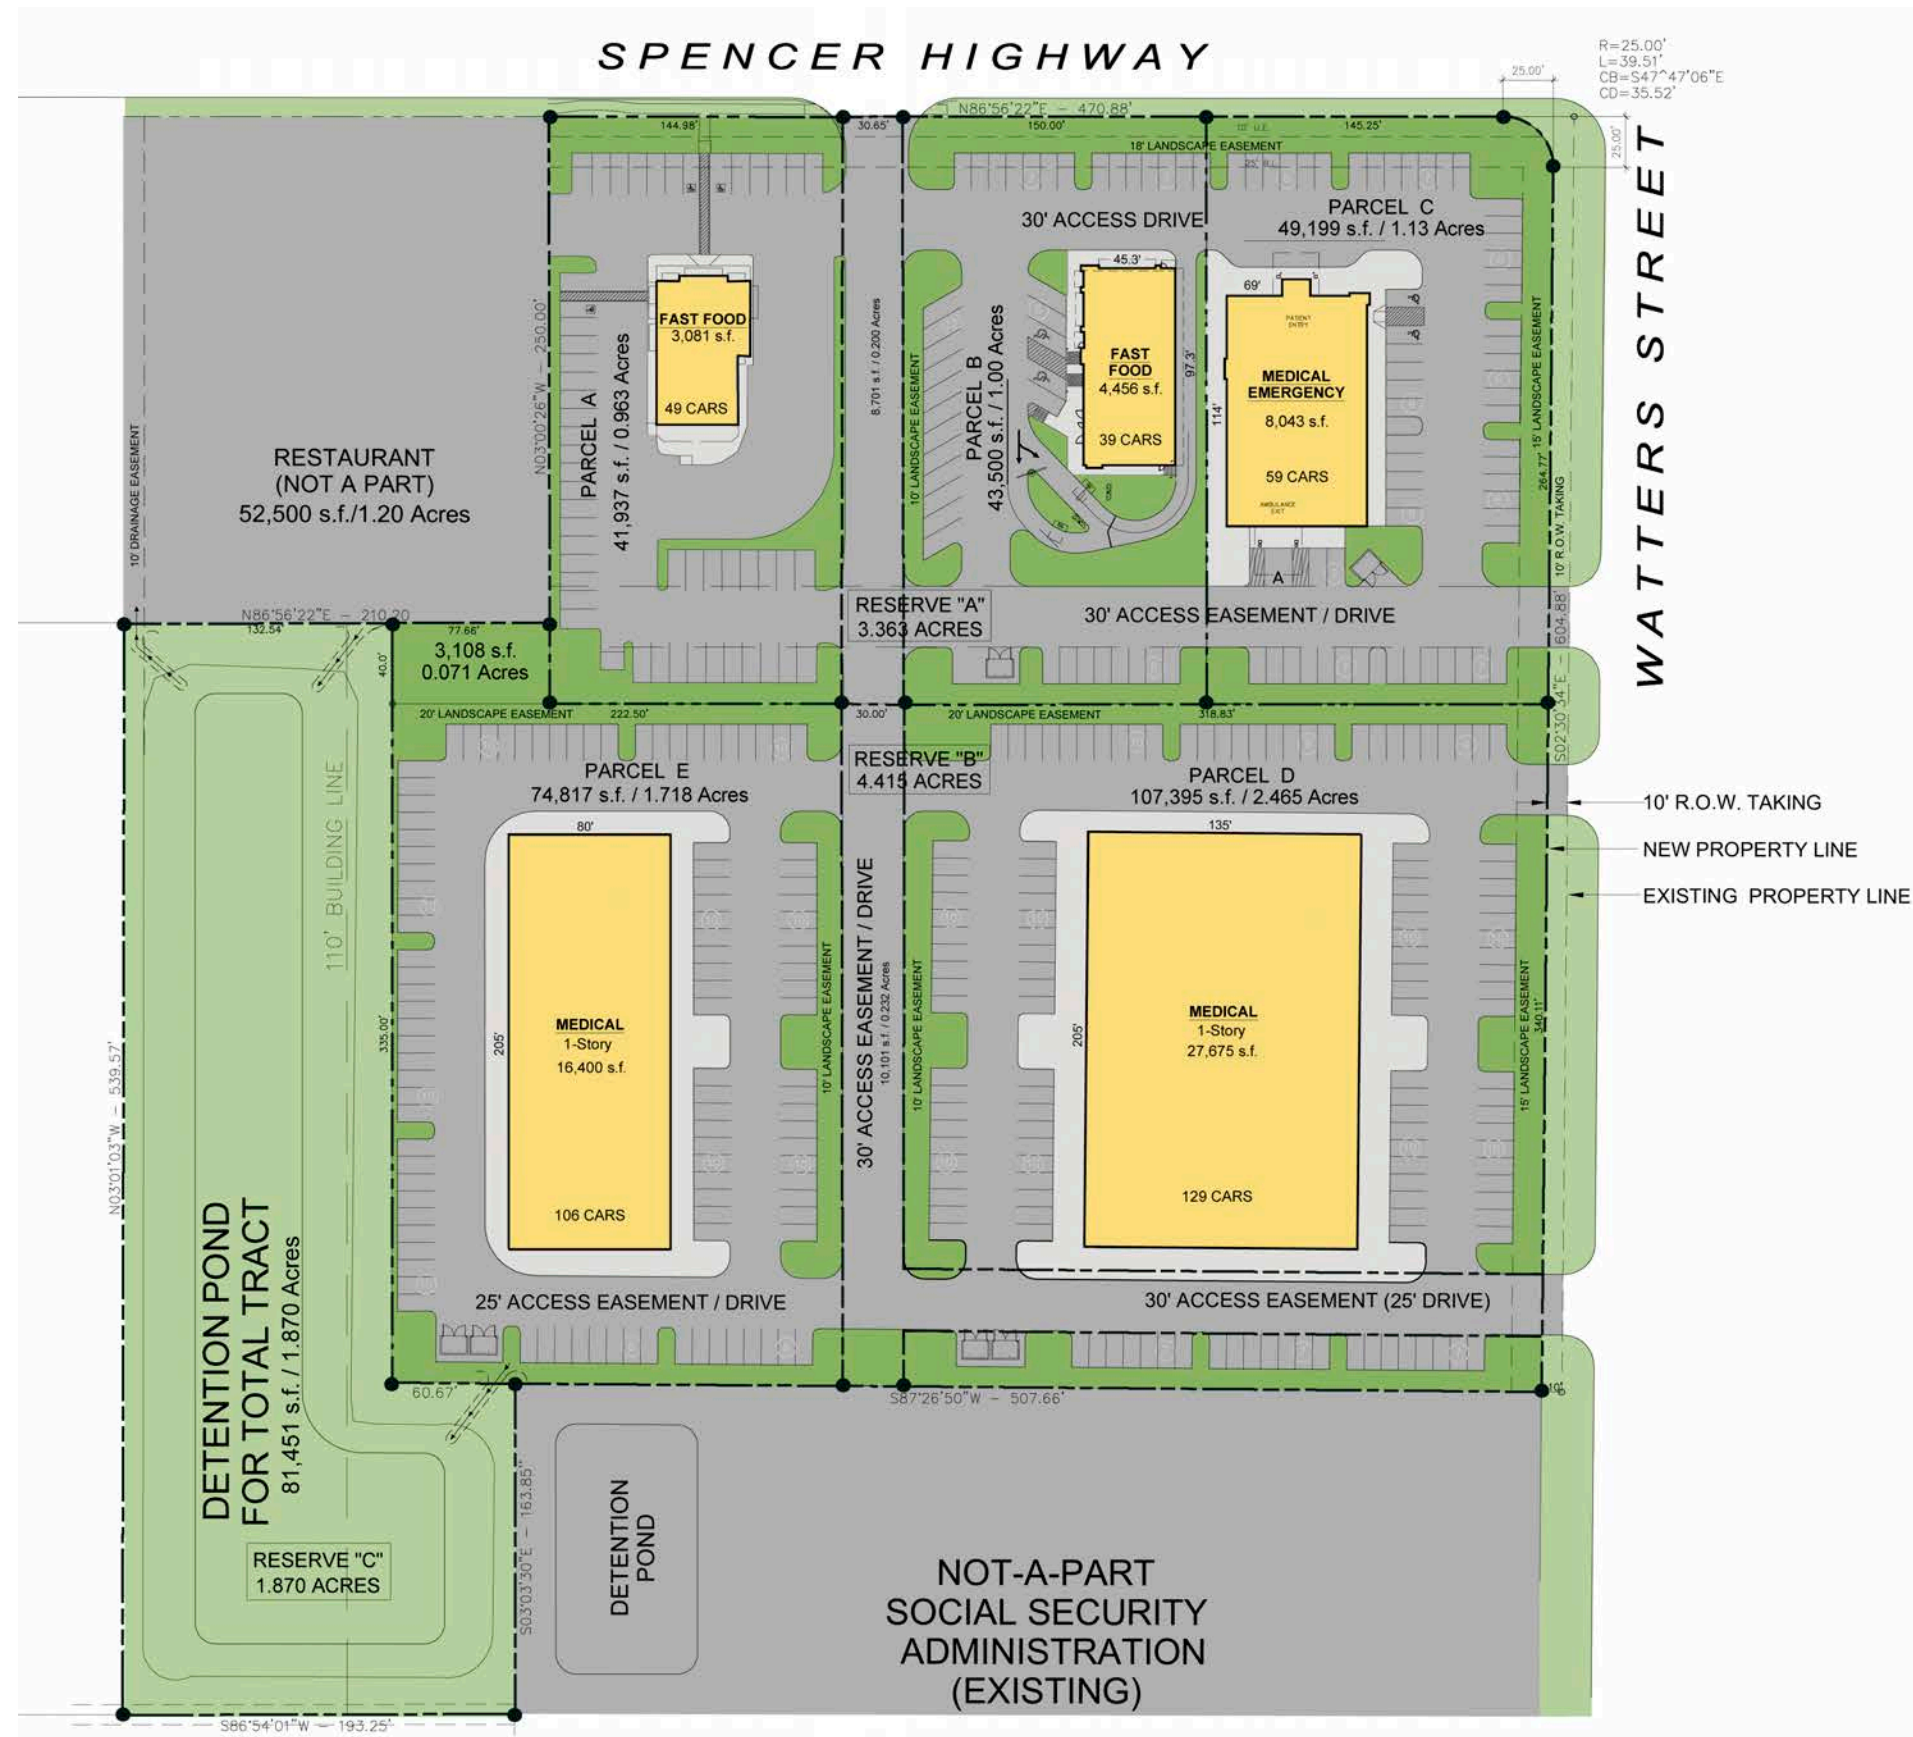 SPENCER HIGHWAY
R=25.00'
L=39.51'
CB=S47^47'06"E
CD=35.52'
25.00'
25.00'
N86°56'22"E - 470.88'
144.98'
30.65'
150.00'
10' U.E.
145.25'
18' LANDSCAPE EASEMENT
25' B.L.
WATTERS STREET
30' ACCESS DRIVE
PARCEL C
49,199 s.f. / 1.13 Acres
FAST FOOD
3,081 s.f.
49 CARS
PARCEL A
41,937 s.f. / 0.963 Acres
N03°00'26"W - 250.00'
8,701 s.f. / 0.200 Acres
10' LANDSCAPE EASEMENT
PARCEL B
43,500 s.f. / 1.00 Acres
45.3'
97.3'
FAST
FOOD
4,456 s.f.
39 CARS
69'
114'
PATIENT
ENTRY
MEDICAL
EMERGENCY
8,043 s.f.
59 CARS
AMBULANCE
EXIT
A
15' LANDSCAPE EASEMENT
264.77'
10' R.O.W. TAKING
S02°30'34"E - 604.88'
10' DRAINAGE EASEMENT
RESTAURANT
(NOT A PART)
52,500 s.f./1.20 Acres
N86°56'22"E - 210.20
132.54'
77.66'
40.0'
3,108 s.f.
0.071 Acres
RESERVE "A"
3.363 ACRES
30' ACCESS EASEMENT / DRIVE
20' LANDSCAPE EASEMENT
222.50'
30.00'
20' LANDSCAPE EASEMENT
318.83'
RESERVE "B"
4.415 ACRES
PARCEL E
74,817 s.f. / 1.718 Acres
PARCEL D
107,395 s.f. / 2.465 Acres
10' R.O.W. TAKING
NEW PROPERTY LINE
EXISTING PROPERTY LINE
110' BUILDING LINE
80'
205'
MEDICAL
1-Story
16,400 s.f.
106 CARS
335.00'
10' LANDSCAPE EASEMENT
30' ACCESS EASEMENT / DRIVE
10,101 s.f. / 0.232 Acres
10' LANDSCAPE EASEMENT
135'
205'
MEDICAL
1-Story
27,675 s.f.
129 CARS
15' LANDSCAPE EASEMENT
340.11'
N03°01'03"W - 539.57'
DETENTION POND
FOR TOTAL TRACT
81,451 s.f. / 1.870 Acres
25' ACCESS EASEMENT / DRIVE
30' ACCESS EASEMENT (25' DRIVE)
60.67'
S87°26'50"W - 507.66'
10'
S03°03'30"E - 163.85'
DETENTION
POND
RESERVE "C"
1.870 ACRES
NOT-A-PART
SOCIAL SECURITY
ADMINISTRATION
(EXISTING)
S86°54'01"W - 193.25'